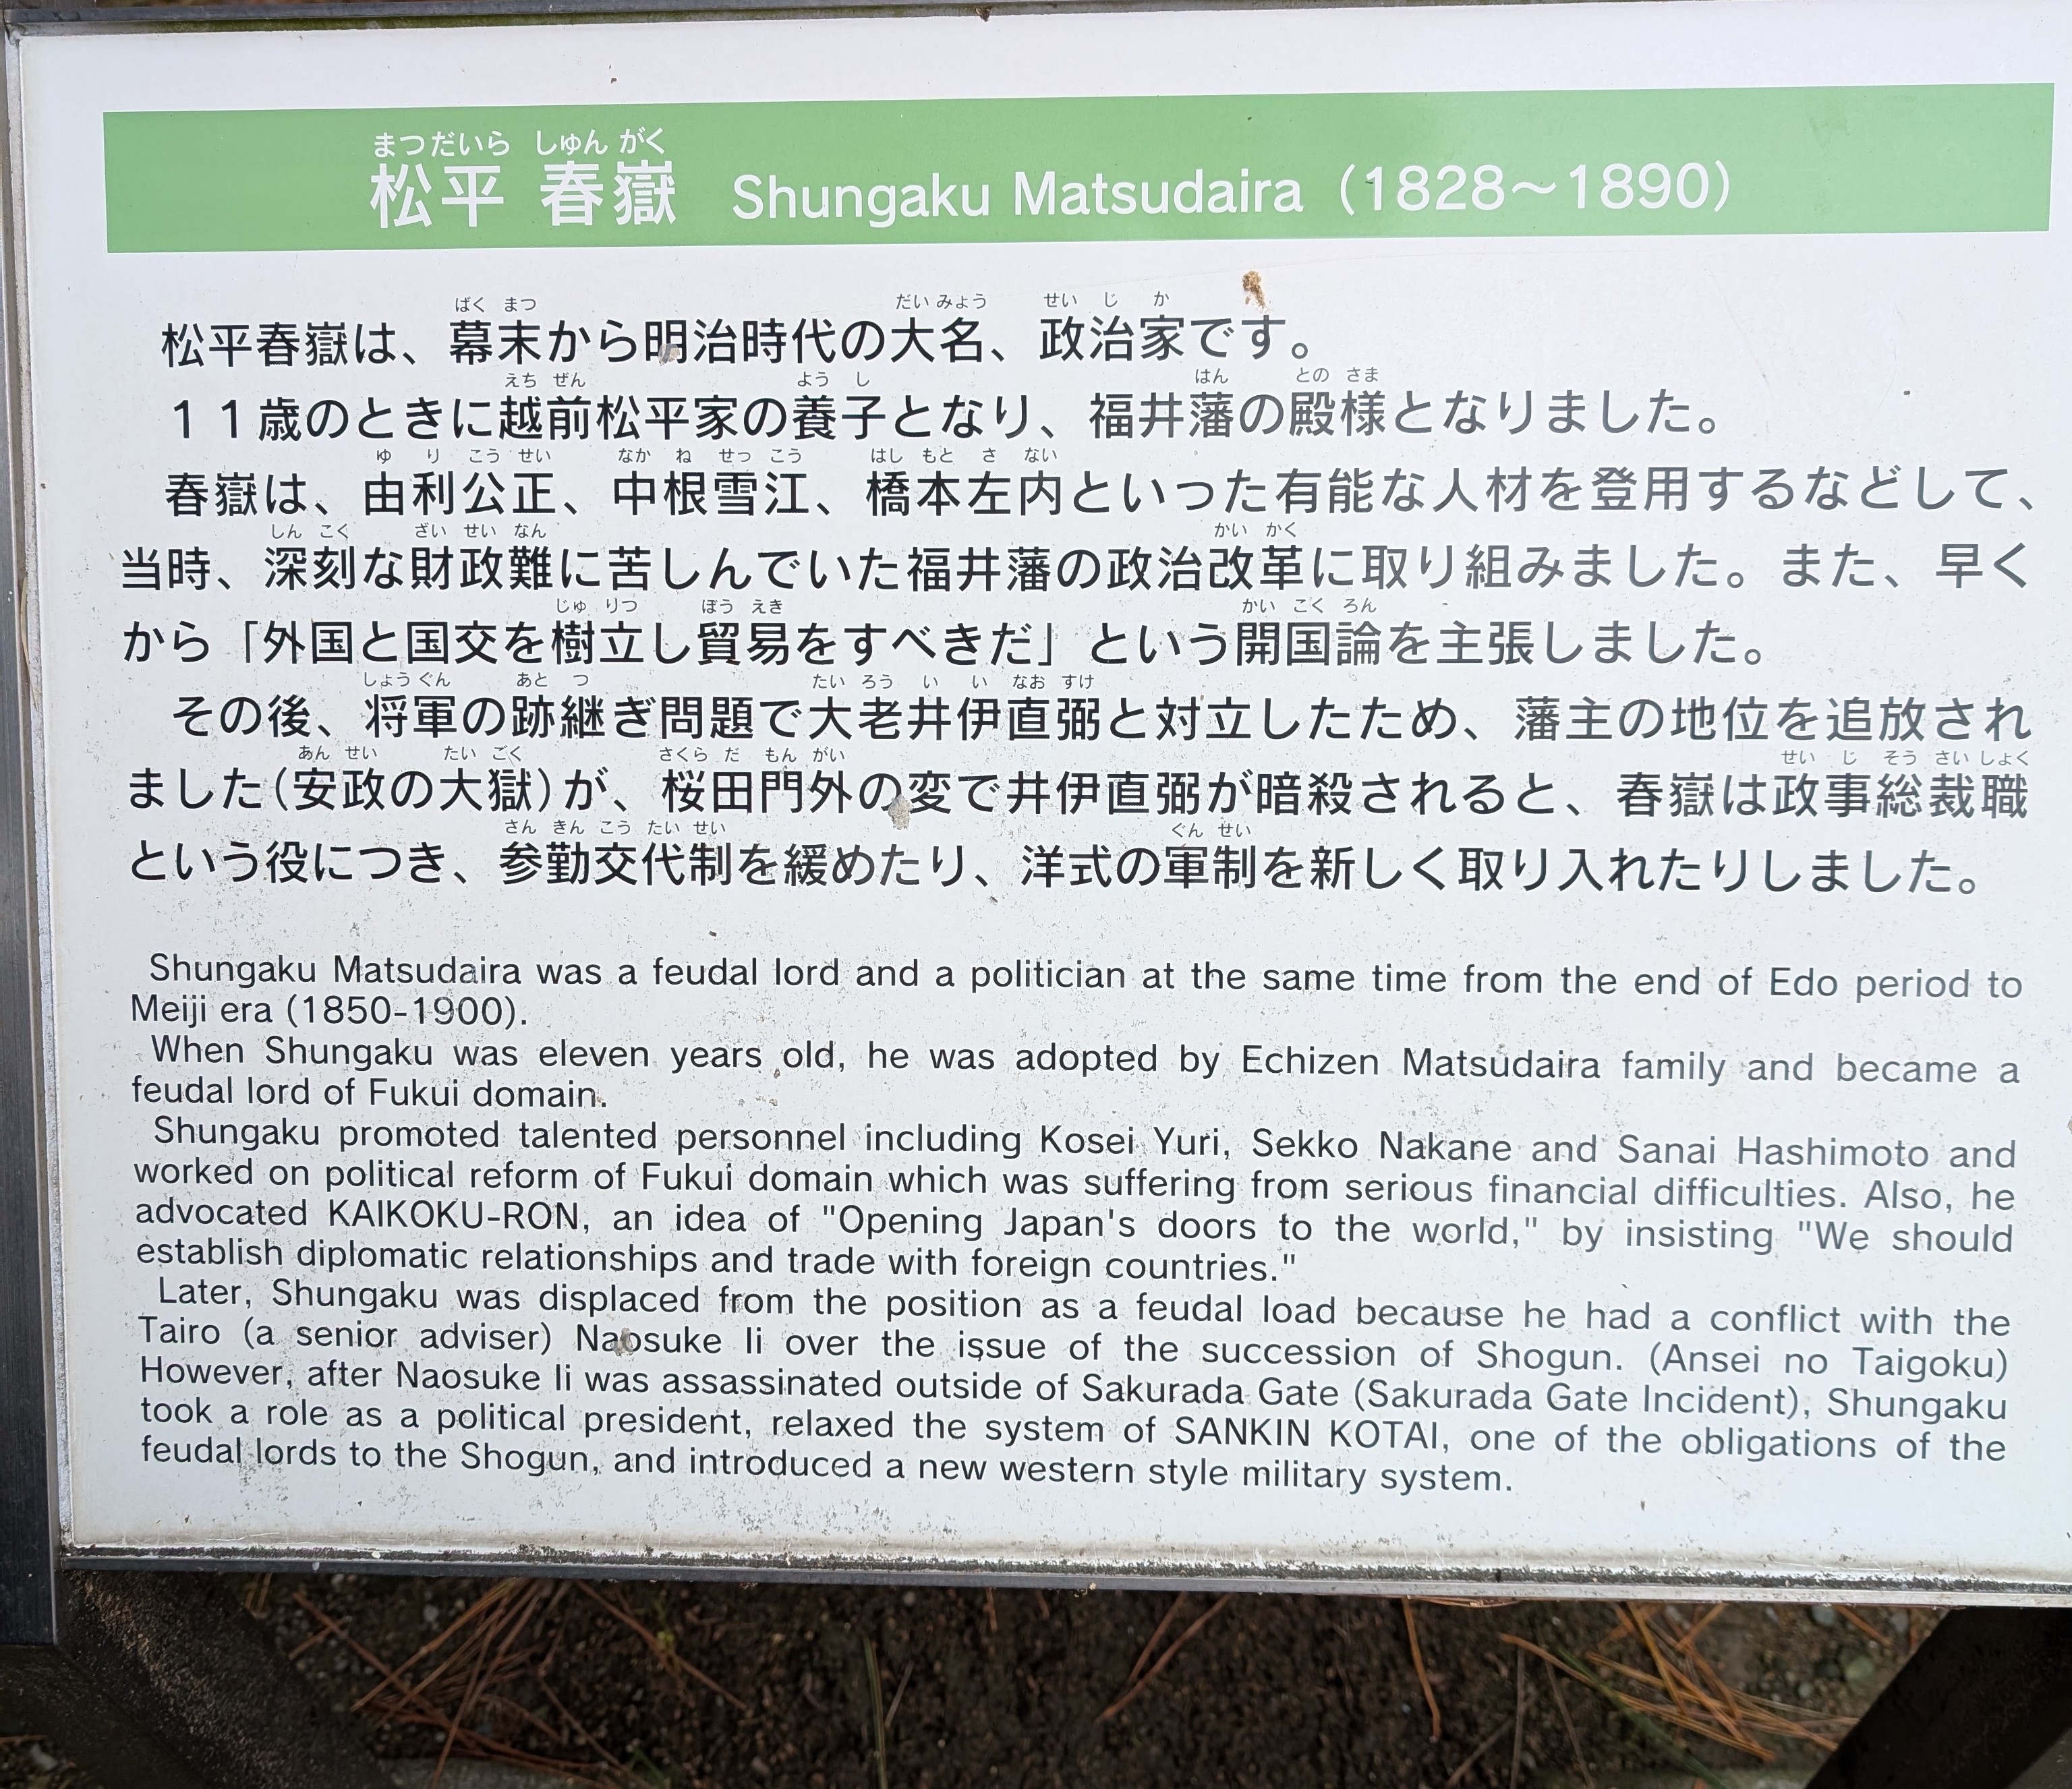 まつだいら しゅん がく
松平 春嶽 Shungaku Matsudaira (1828～1890)
ばく まつ だい みょう せい じ か
松平春嶽は、幕末から明治時代の大名、政治家です。
えち ぜん よう し はん との さま
１１歳のときに越前松平家の養子となり、福井藩の殿様となりました。
ゆ り こう せい なか ね せっ こう はし もと さ ない
春嶽は、由利公正、中根雪江、橋本左内といった有能な人材を登用するなどして、
しん こく ざい せい なん かい かく
当時、深刻な財政難に苦しんでいた福井藩の政治改革に取り組みました。また、早く
じゅ りつ ぼう えき かい こく ろん
から「外国と国交を樹立し貿易をすべきだ」という開国論を主張しました。
しょう ぐん あと つ たい ろう い い なお すけ
その後、将軍の跡継ぎ問題で大老井伊直弼と対立したため、藩主の地位を追放され
あん せい たい ごく さくら だ もん がい せい じ そう さい しょく
ました(安政の大獄)が、桜田門外の変で井伊直弼が暗殺されると、春嶽は政事総裁職
さん きん こう たい せい ぐん せい
という役につき、参勤交代制を緩めたり、洋式の軍制を新しく取り入れたりしました。
Shungaku Matsudaira was a feudal lord and a politician at the same time from the end of Edo period to
Meiji era (1850-1900).
When Shungaku was eleven years old, he was adopted by Echizen Matsudaira family and became a
feudal lord of Fukui domain.
Shungaku promoted talented personnel including Kosei Yuri, Sekko Nakane and Sanai Hashimoto and
worked on political reform of Fukui domain which was suffering from serious financial difficulties. Also, he
advocated KAIKOKU-RON, an idea of "Opening Japan's doors to the world," by insisting "We should
establish diplomatic relationships and trade with foreign countries."
Later, Shungaku was displaced from the position as a feudal load because he had a conflict with the
Tairo (a senior adviser) Naosuke Ii over the issue of the succession of Shogun. (Ansei no Taigoku)
However, after Naosuke Ii was assassinated outside of Sakurada Gate (Sakurada Gate Incident), Shungaku
took a role as a political president, relaxed the system of SANKIN KOTAI, one of the obligations of the
feudal lords to the Shogun, and introduced a new western style military system.